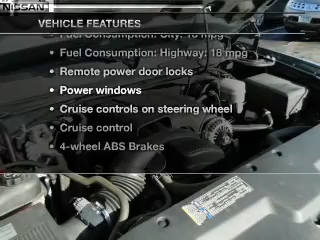 NISSAN
VEHICLE FEATURES
• Fuel Consumption: City: 16 mpg
• Fuel Consumption: Highway: 18 mpg
• Remote power door locks
• Power windows
• Cruise controls on steering wheel
• Cruise control
• 4-wheel ABS Brakes